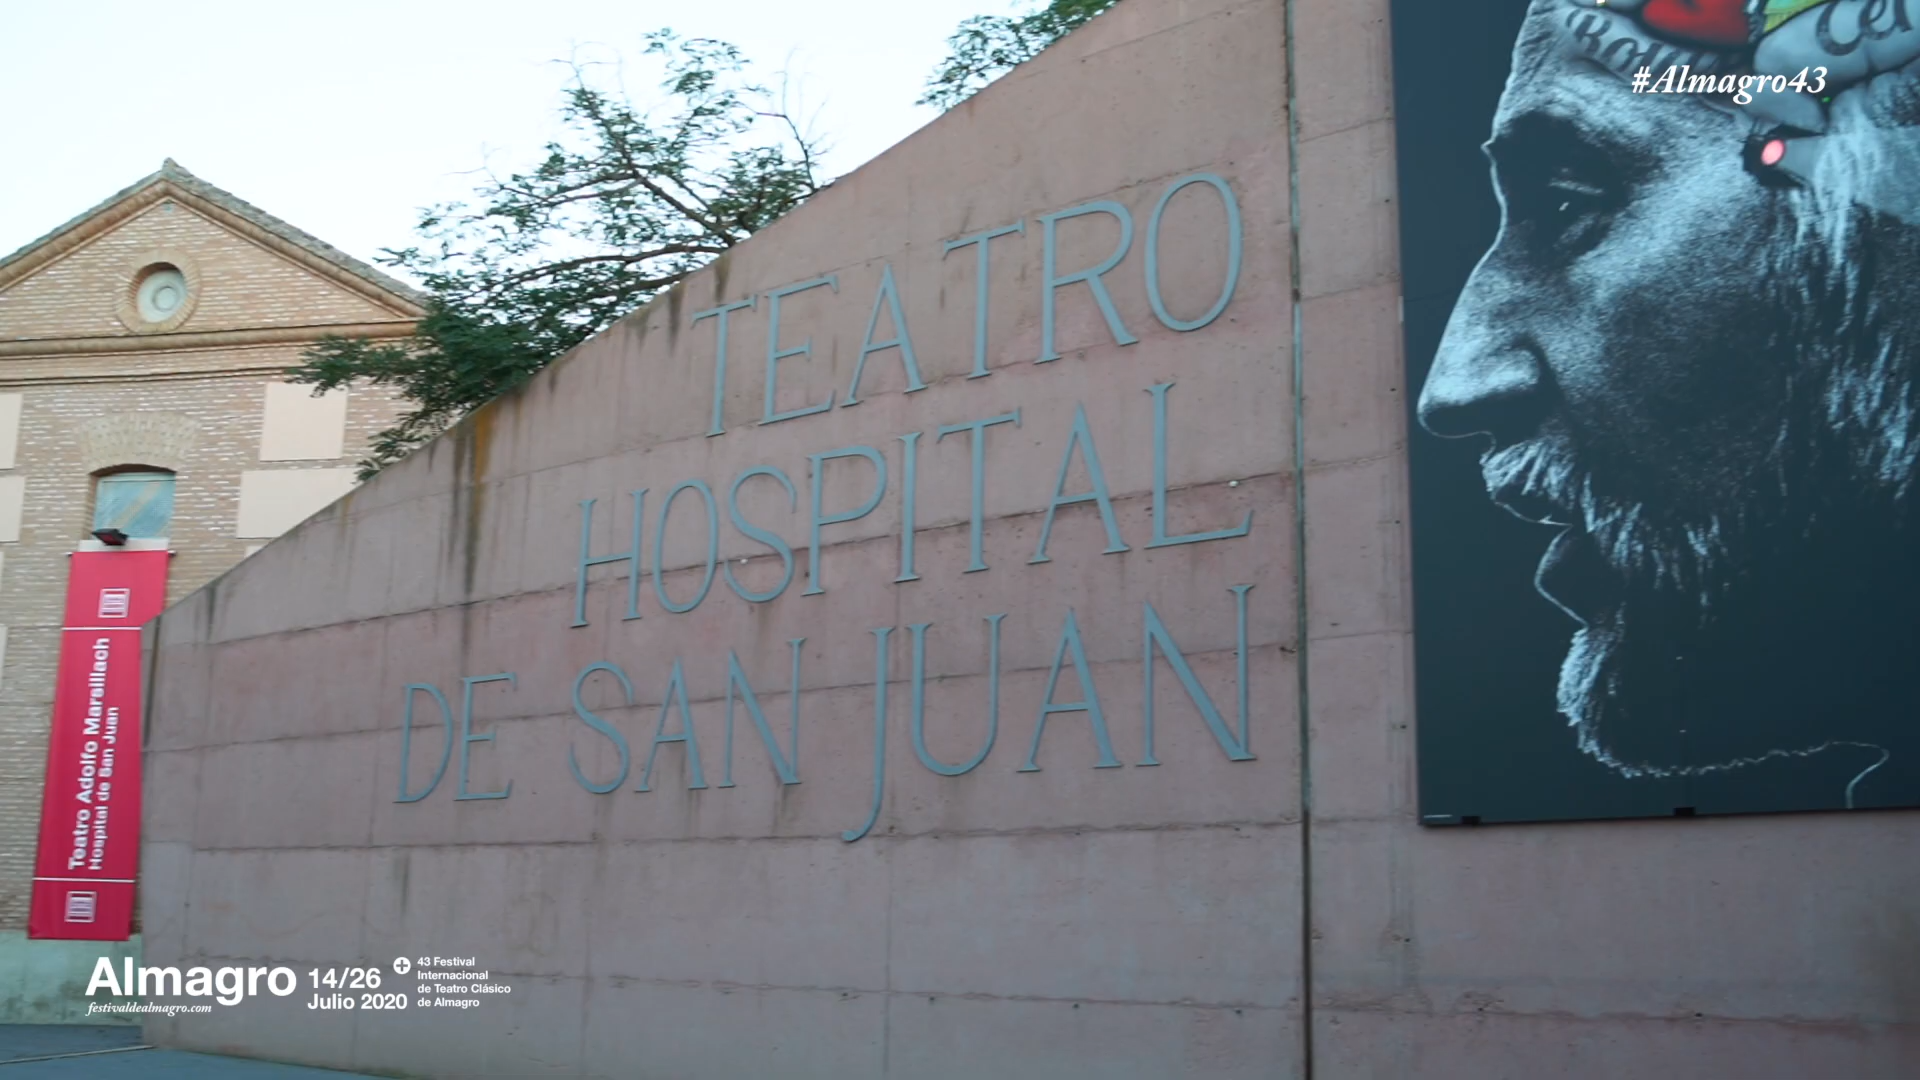 #Almagro43
TEATRO
HOSPITAL
DE SAN JUAN
Teatro Adolfo Marsillach
Hospital de San Juan
Almagro
festivaldealmagro.com
14/26
Julio 2020
43 Festival
Internacional
de Teatro Clásico
de Almagro